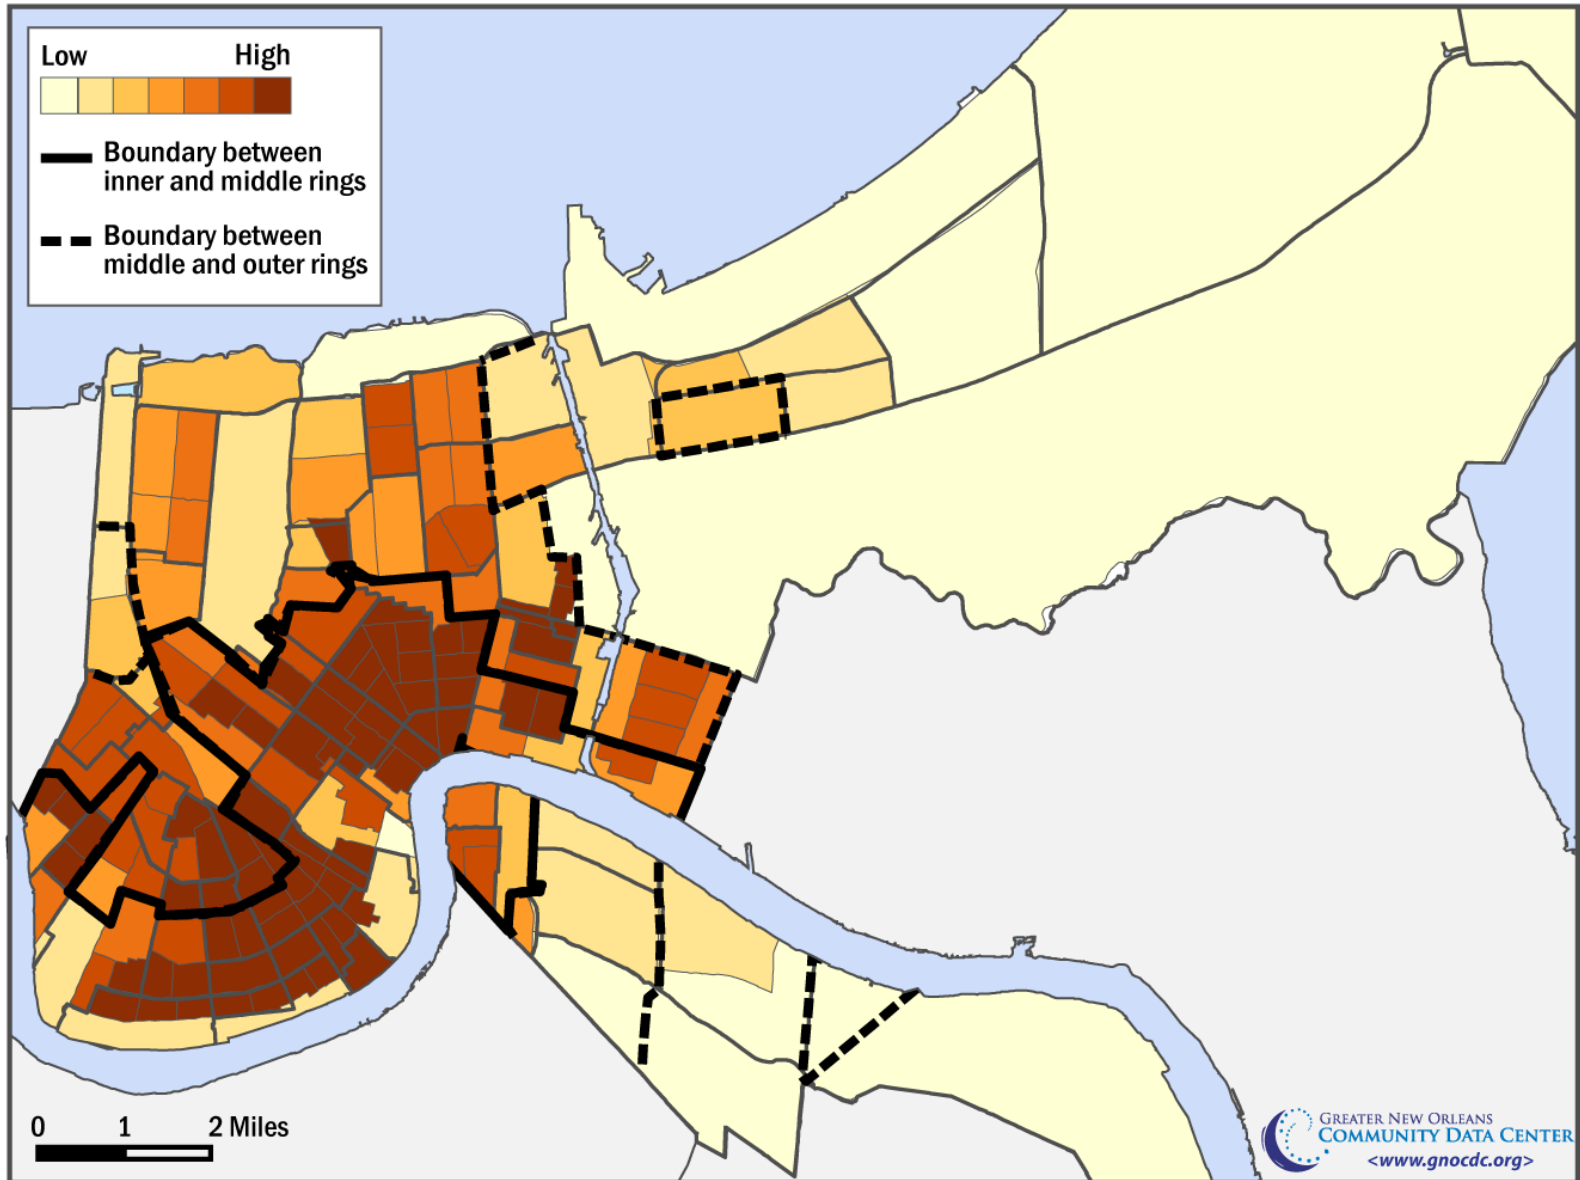 Low High
Boundary between
inner and middle rings
Boundary between
middle and outer rings
0 1 2 Miles
GREATER NEW ORLEANS
COMMUNITY DATA CENTER
<www.gnocdc.org>